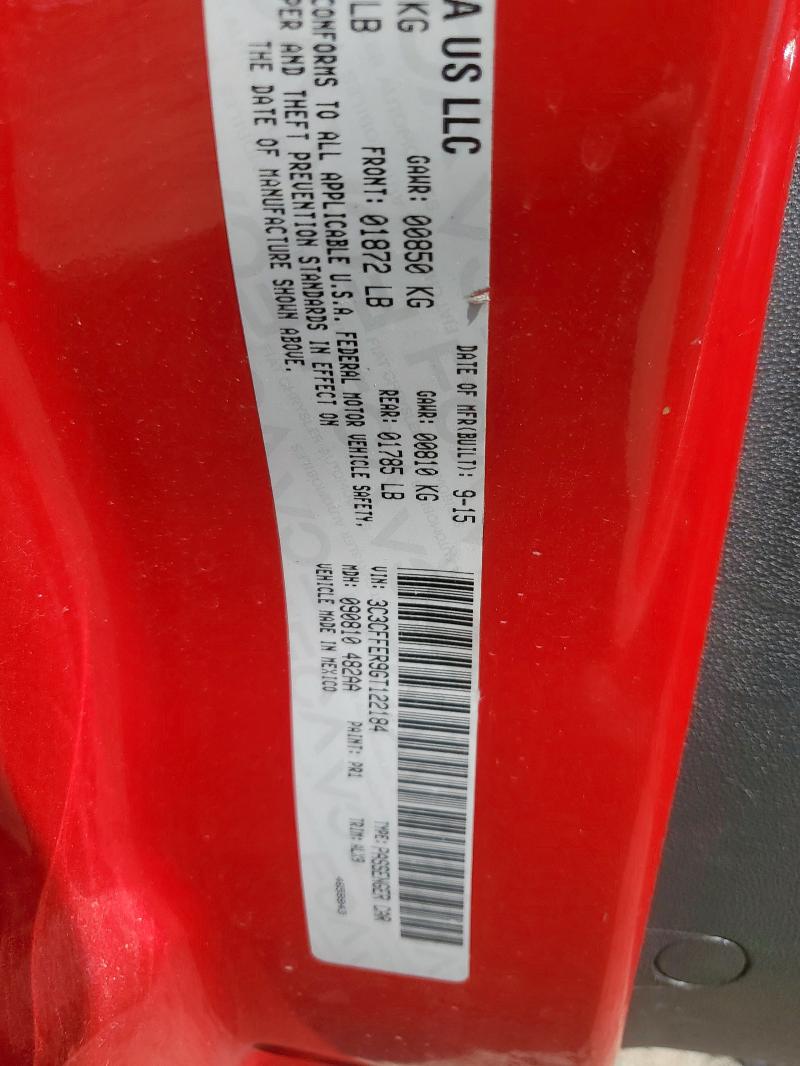 A US LLC
DATE OF MFR(BUILT): 9-15
KG GAWR: 00850 KG GAWR: 00810 KG
LB FRONT: 01872 LB REAR: 01785 LB
CONFORMS TO ALL APPLICABLE U.S.A. FEDERAL MOTOR VEHICLE SAFETY,
PER AND THEFT PREVENTION STANDARDS IN EFFECT ON
THE DATE OF MANUFACTURE SHOWN ABOVE.
VIN: 3C3CFFER9GT122184 TYPE: PASSENGER CAR
MDH: 090810 482AA PAINT: PR1 TRIM: HLX9
VEHICLE MADE IN MEXICO